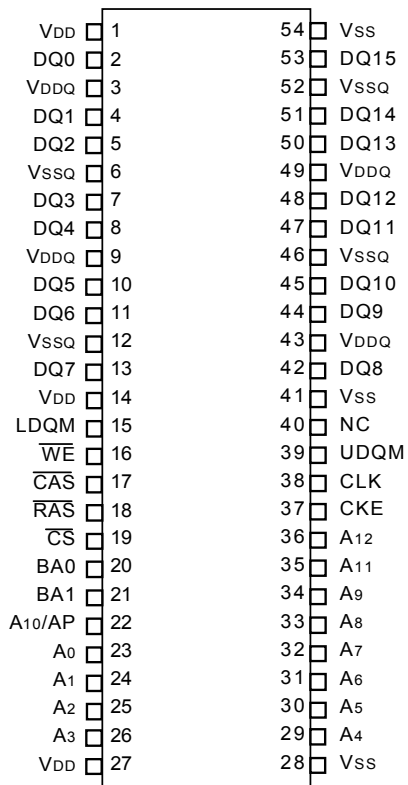 VDD 1 54 VSS
DQ0 2 53 DQ15
VDDQ 3 52 VSSQ
DQ1 4 51 DQ14
DQ2 5 50 DQ13
VSSQ 6 49 VDDQ
DQ3 7 48 DQ12
DQ4 8 47 DQ11
VDDQ 9 46 VSSQ
DQ5 10 45 DQ10
DQ6 11 44 DQ9
VSSQ 12 43 VDDQ
DQ7 13 42 DQ8
VDD 14 41 VSS
LDQM 15 40 NC
W̅E̅ 16 39 UDQM
C̅A̅S̅ 17 38 CLK
R̅A̅S̅ 18 37 CKE
C̅S̅ 19 36 A12
BA0 20 35 A11
BA1 21 34 A9
A10/AP 22 33 A8
A0 23 32 A7
A1 24 31 A6
A2 25 30 A5
A3 26 29 A4
VDD 27 28 VSS